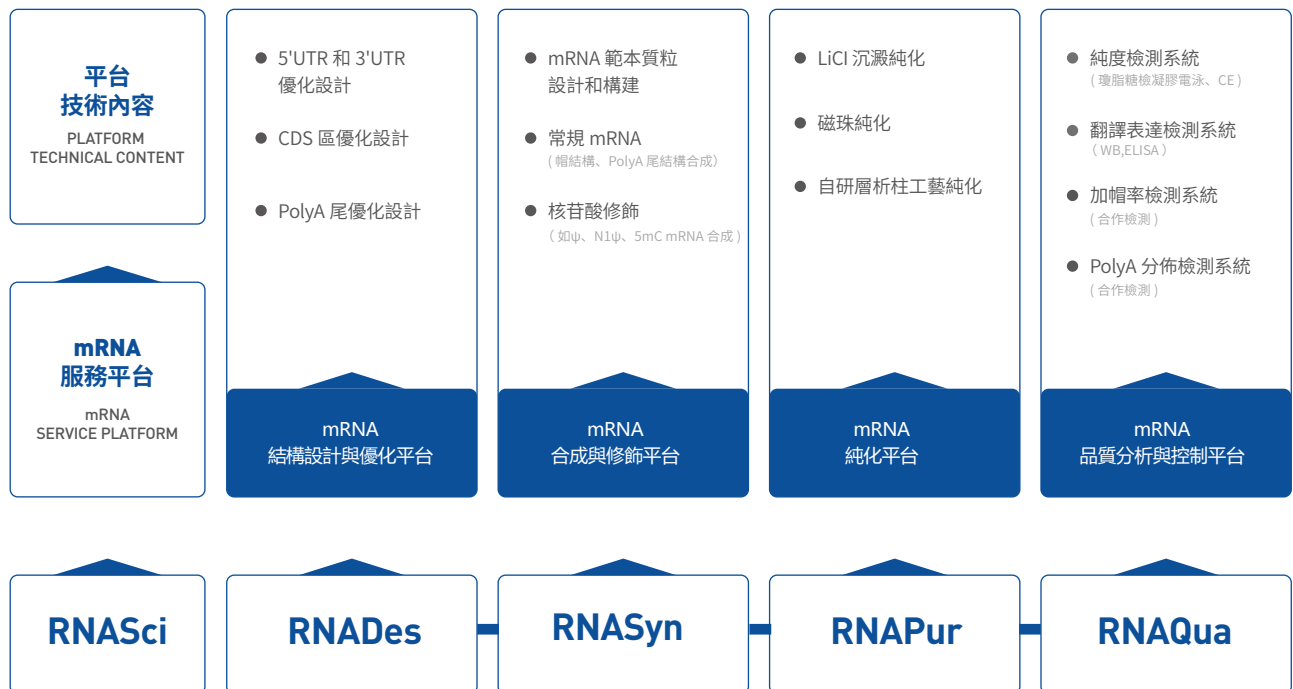 平台
技術內容
PLATFORM
TECHNICAL CONTENT
5'UTR 和 3'UTR
優化設計
CDS 區優化設計
PolyA 尾優化設計
mRNA 範本質粒
設計和構建
常規 mRNA
( 帽結構、PolyA 尾結構合成）
核苷酸修飾
（ 如ψ、N1ψ、5mC mRNA 合成 )
LiCI 沉澱純化
磁珠純化
自研層析柱工藝純化
純度檢測系統
( 瓊脂糖檢凝膠電泳、CE )
翻譯表達檢測系統
（ WB,ELISA ）
加帽率檢測系統
( 合作檢測 )
PolyA 分佈檢測系統
( 合作檢測 )
mRNA
服務平台
mRNA
SERVICE PLATFORM
mRNA
結構設計與優化平台
mRNA
合成與修飾平台
mRNA
純化平台
mRNA
品質分析與控制平台
RNASci
RNADes
RNASyn
RNAPur
RNAQua